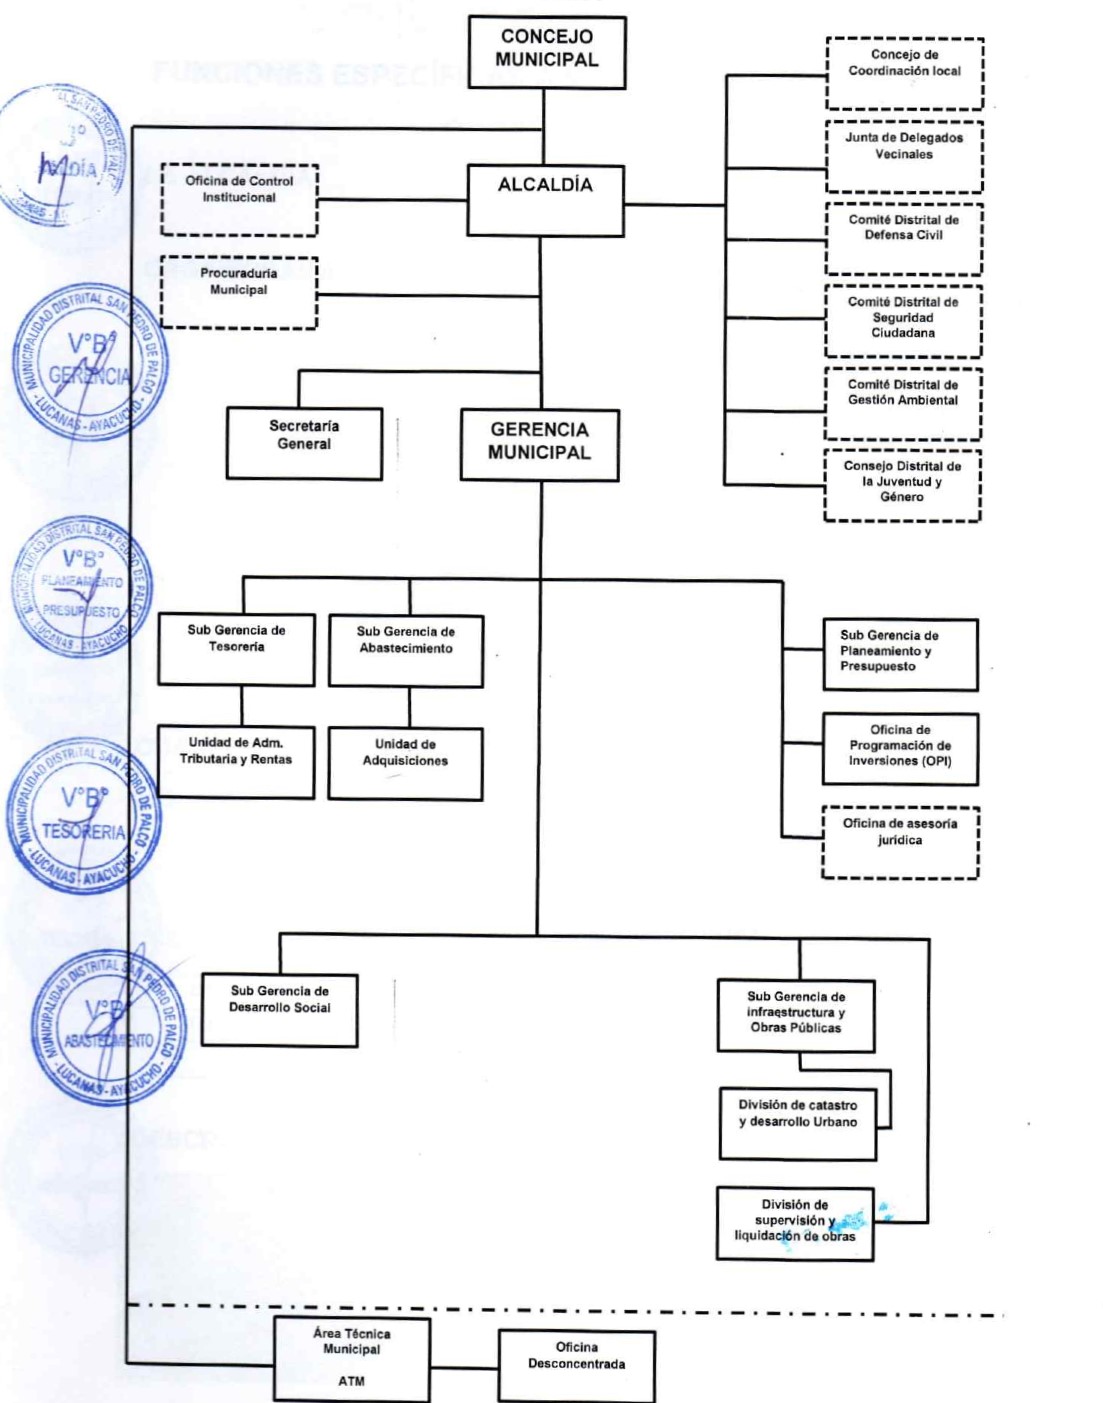 CONCEJO
MUNICIPAL
Concejo de
Coordinación local
FUNCIONES ESPECÍFI
Junta de Delegados
Vecinales
ALCALDÍA
Oficina de Control
Institucional
Comité Distrital de
Defensa Civil
Procuraduría
Municipal
Comité Distrital de
Seguridad
Ciudadana
Comité Distrital de
Gestión Ambiental
Secretaría
General
GERENCIA
MUNICIPAL
Consejo Distrital de
la Juventud y
Género
Sub Gerencia de
Tesorería
Sub Gerencia de
Abastecimiento
Sub Gerencia de
Planeamiento y
Presupuesto
Unidad de Adm.
Tributaria y Rentas
Unidad de
Adquisiciones
Oficina de
Programación de
Inversiones (OPI)
Oficina de asesoría
jurídica
Sub Gerencia de
Desarrollo Social
Sub Gerencia de
infraestructura y
Obras Públicas
División de catastro
y desarrollo Urbano
División de
supervisión y
liquidación de obras
Área Técnica
Municipal
ATM
Oficina
Desconcentrada
AL SAN PEDRO DE PALCO
MUNICIPALIDAD DISTRITAL SAN PEDRO DE PALCO
V°B°
GERENCIA
- LUCANAS - AYACUCHO -
MUNICIPALIDAD DISTRITAL SAN PEDRO DE PALCO
V°B°
PLANEAMIENTO
Y
PRESUPUESTO
- LUCANAS - AYACUCHO
MUNICIPALIDAD DISTRITAL SAN PEDRO DE PALCO
V°B°
TESORERIA
- LUCANAS - AYACUCHO -
MUNICIPALIDAD DISTRITAL SAN PEDRO DE PALCO
V°B°
ABASTECIMIENTO
- LUCANAS - AYACUCHO -